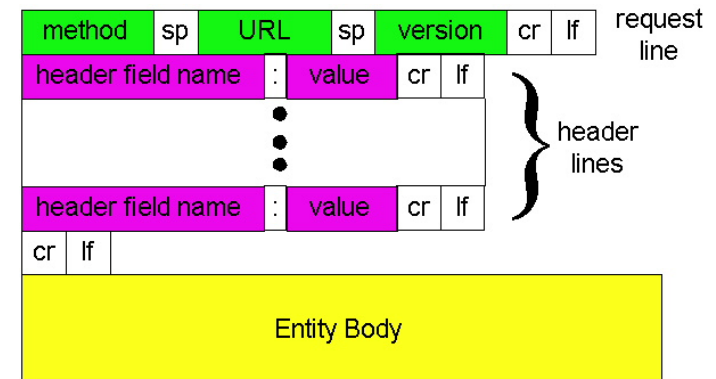 method sp URL sp version cr lf request line
header field name : value cr lf
header lines
header field name : value cr lf
cr lf
Entity Body